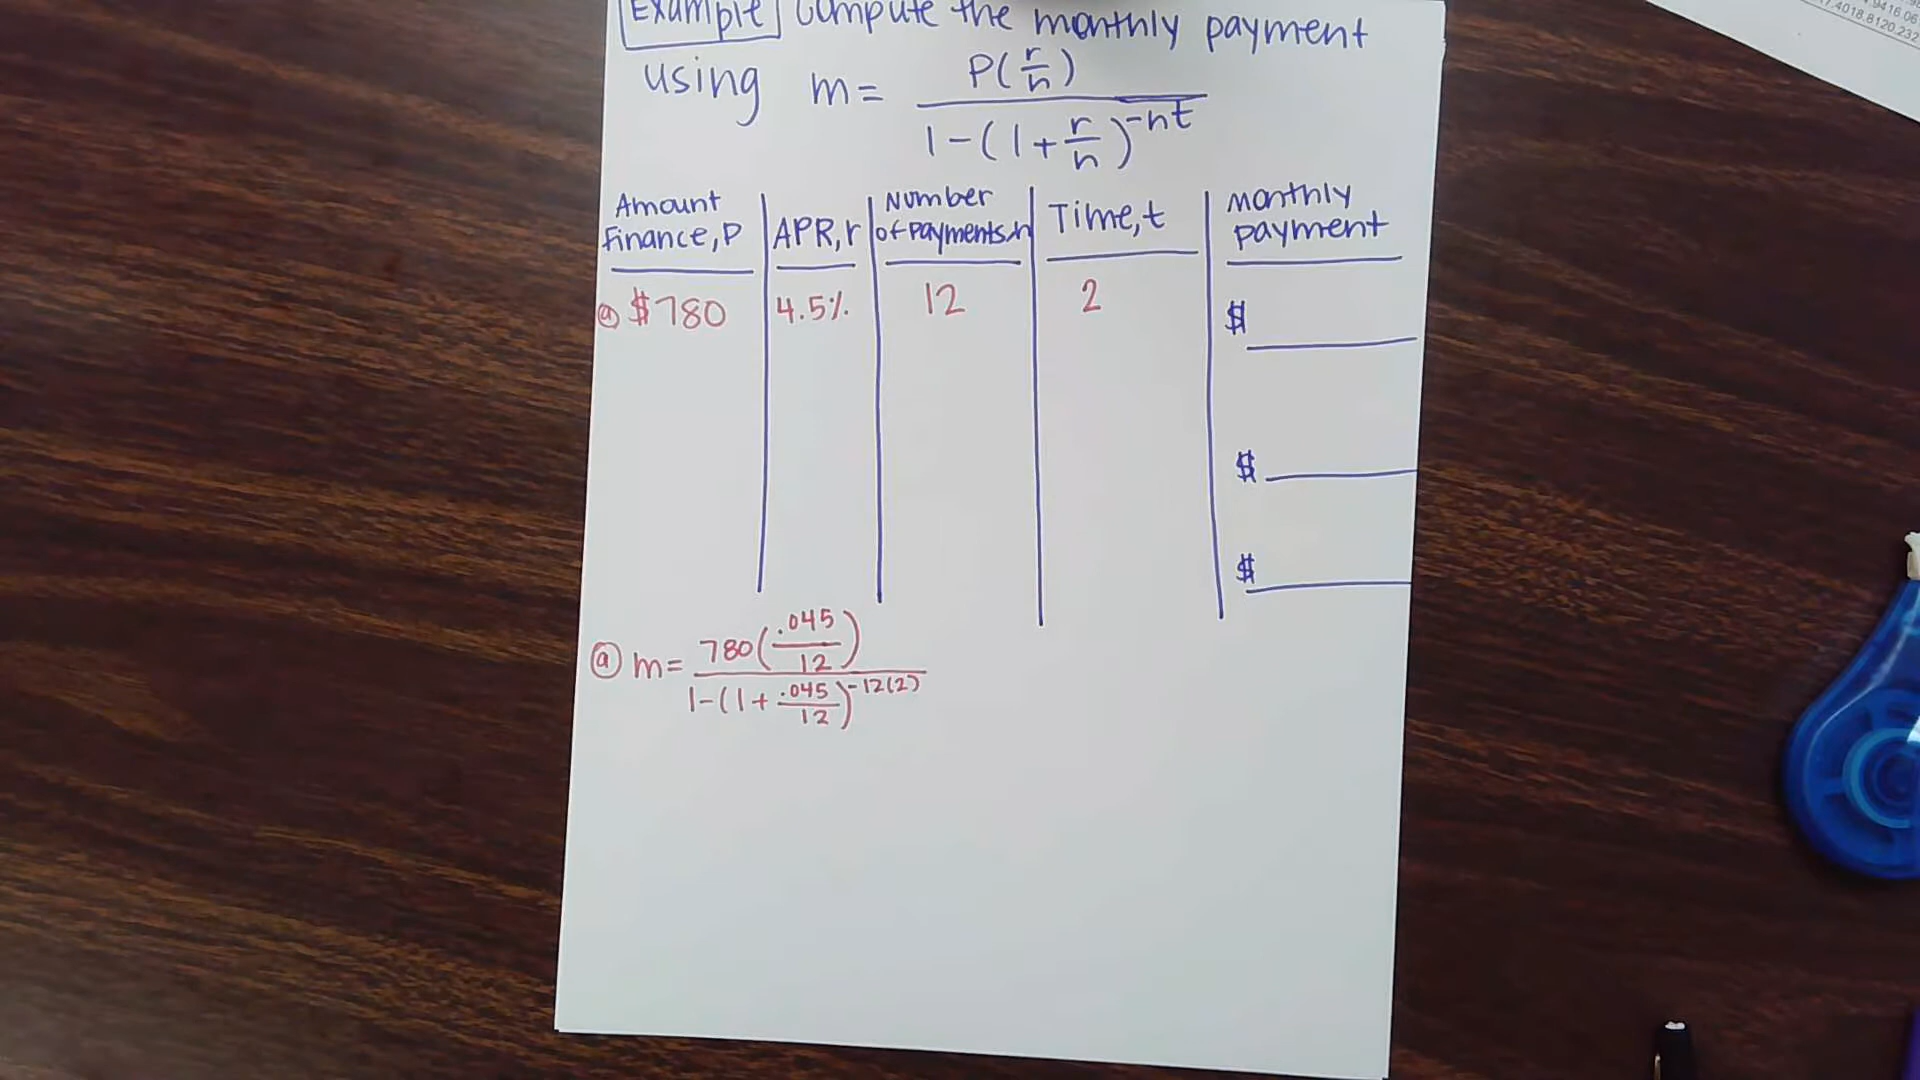 Example Compute the monthly payment
using m = P(r/n) / 1-(1+r/n)^-nt
Amount Finance, P | APR, r | Number of payments, n | Time, t | Monthly payment
ⓐ $780 | 4.5% | 12 | 2 | $
$
$
ⓐ m = 780(.045/12) / 1-(1+.045/12)^-12(2)